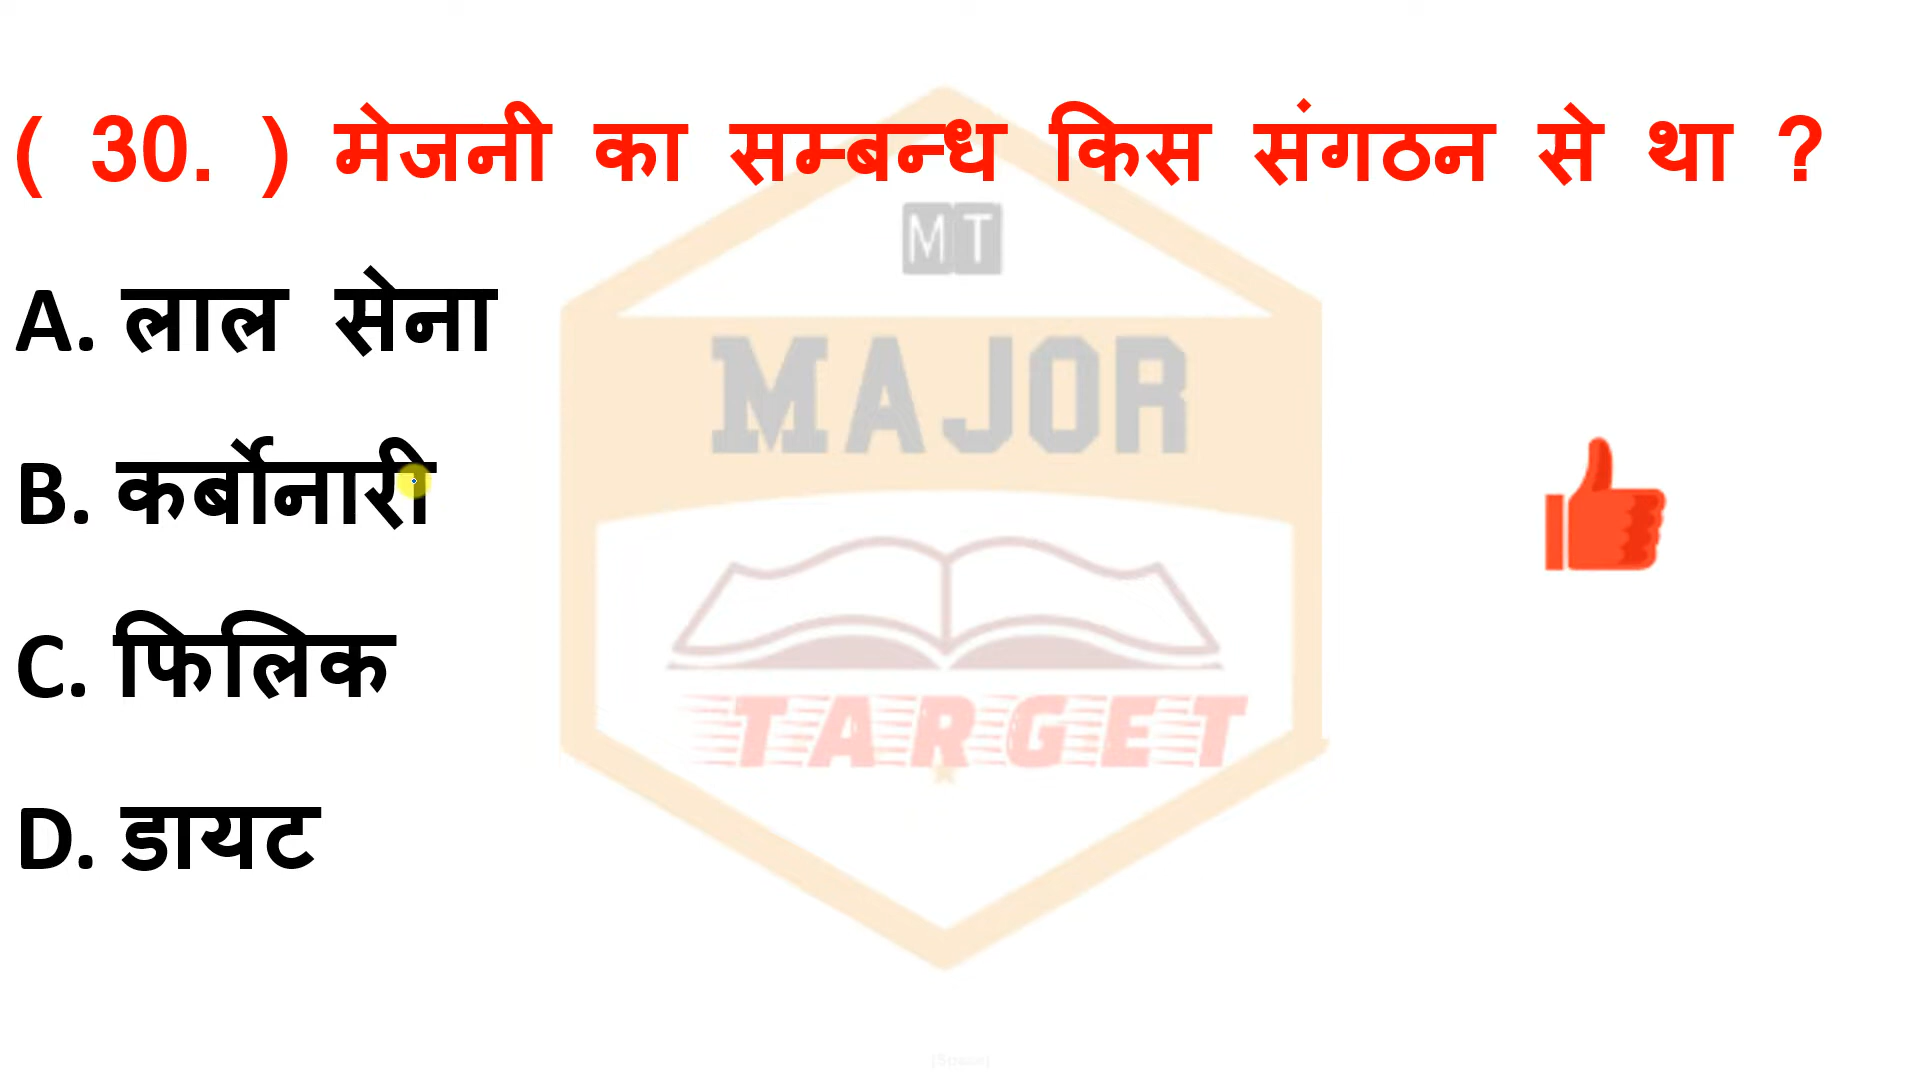 ( 30. ) मेजनी का सम्बन्ध किस संगठन से था ?
MT
A. लाल सेना
MAJOR
B. कर्बोनारी
C. फिलिक
TARGET
D. डायट